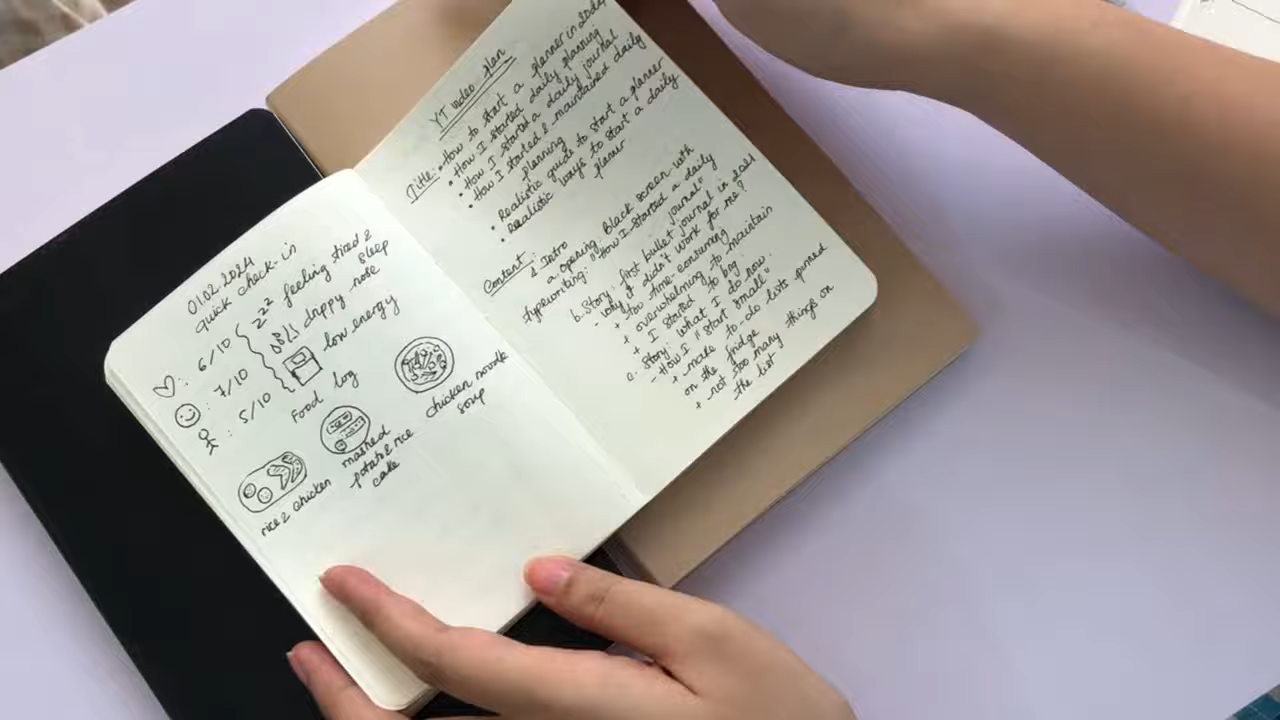 01.02.2024
quick check-in
♡: 6/10
☺: 7/10
: 5/10
zzz feeling tired & sleep
drippy nose
low energy
Food log
rice & chicken
mashed
potato & rice
cake
chicken noodle
soup
YT video plan
Title: • How to start a planner in 2024
• How I started daily planning
• How I started a daily journal
• How I started & maintained daily
planning
• realistic guide to start a planner
• realistic ways to start a daily
planner
Content: 1. Intro
a opening Black screen with
typewriting: "How I started a daily
journal"
b. Story: first bullet journal in 2021
- why it didn't work for me?
+ too time-consuming
+ overwhelming to maintain
+ I started to bay
c. Story: what I do now.
- How I "start small"
+ make to-do lists pinned
on the fridge
+ not too many things on
the list